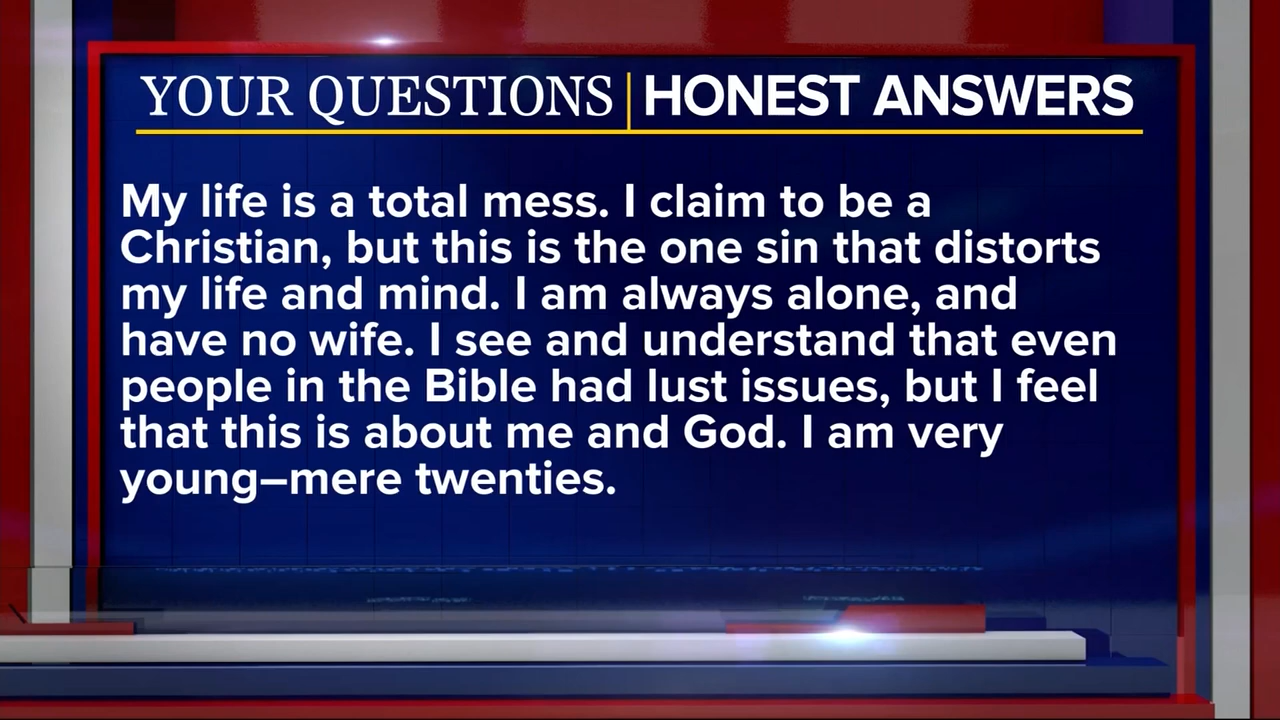 YOUR QUESTIONS | HONEST ANSWERS
My life is a total mess. I claim to be a
Christian, but this is the one sin that distorts
my life and mind. I am always alone, and
have no wife. I see and understand that even
people in the Bible had lust issues, but I feel
that this is about me and God. I am very
young–mere twenties.